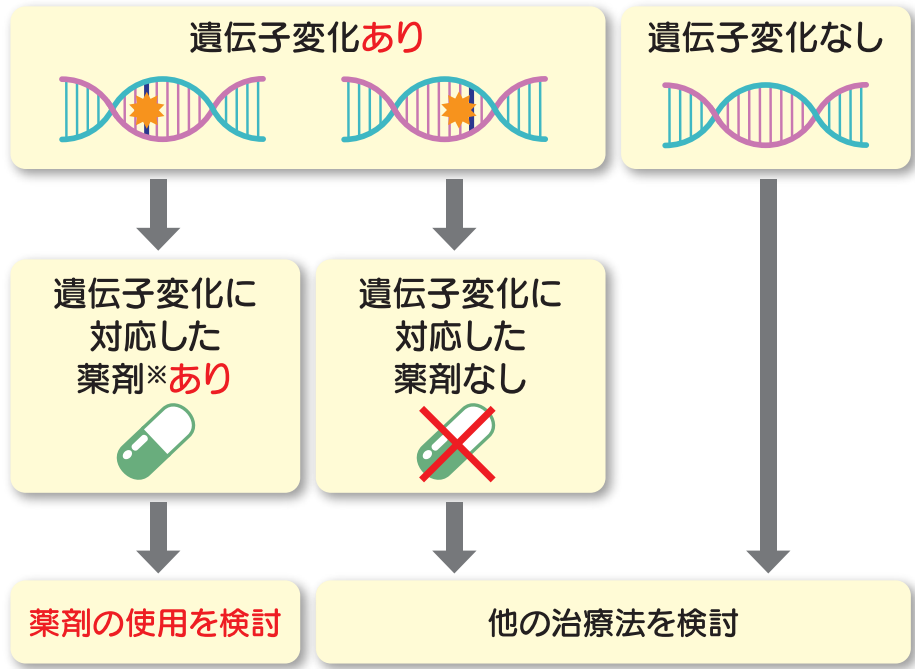 遺伝子変化あり
遺伝子変化なし
遺伝子変化に
対応した
薬剤※あり
遺伝子変化に
対応した
薬剤なし
薬剤の使用を検討
他の治療法を検討